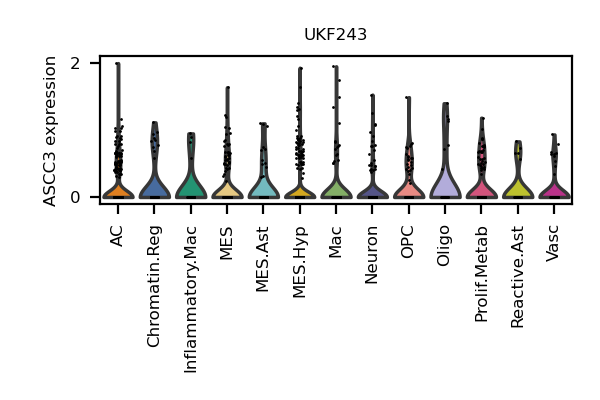 UKF243
ASCC3 expression
2
0
AC
Chromatin.Reg
Inflammatory.Mac
MES
MES.Ast
MES.Hyp
Mac
Neuron
OPC
Oligo
Prolif.Metab
Reactive.Ast
Vasc